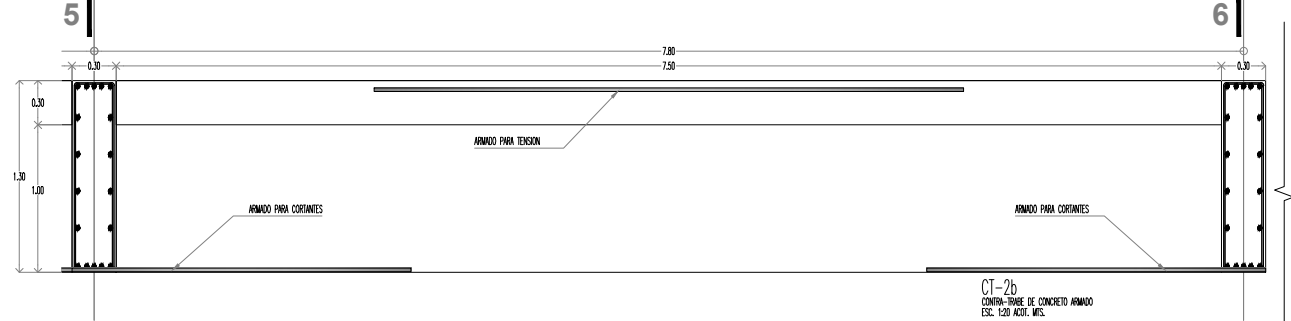 5
6
7.80
0.30
7.50
0.30
0.30
ARMADO PARA TENSION
1.30
1.00
ARMADO PARA CORTANTES
ARMADO PARA CORTANTES
CT-2b
CONTRA-TRABE DE CONCRETO ARMADO
ESC. 1:20 ACOT. MTS.